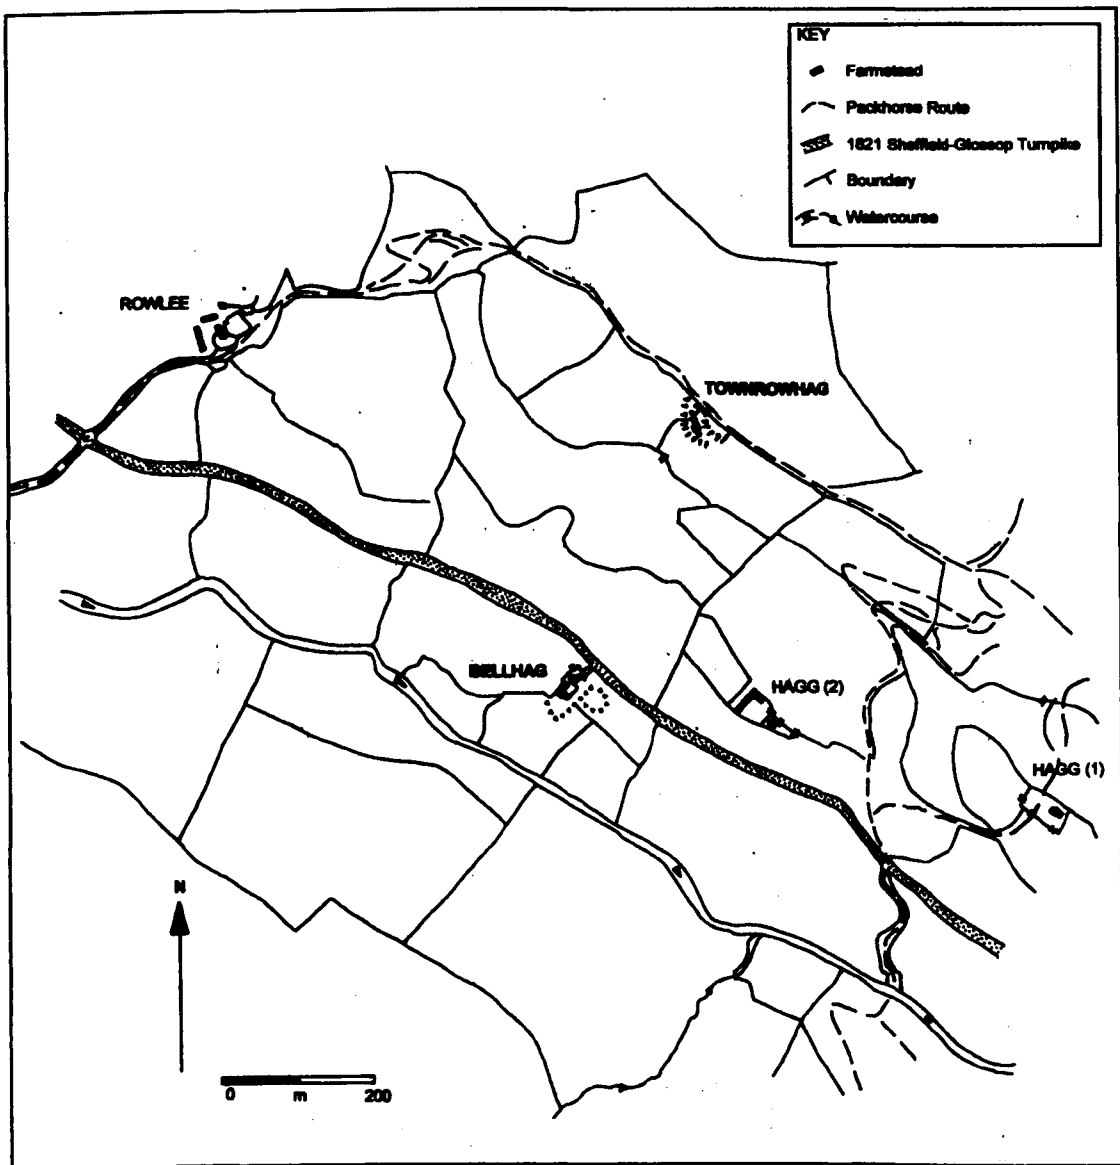 KEY
Farmstead
Packhorse Route
1821 Sheffield-Glossop Turnpike
Boundary
Watercourse
ROWLEE
TOWNROWHAG
BELLHAG
HAGG (2)
HAGG (1)
N
0 m 200